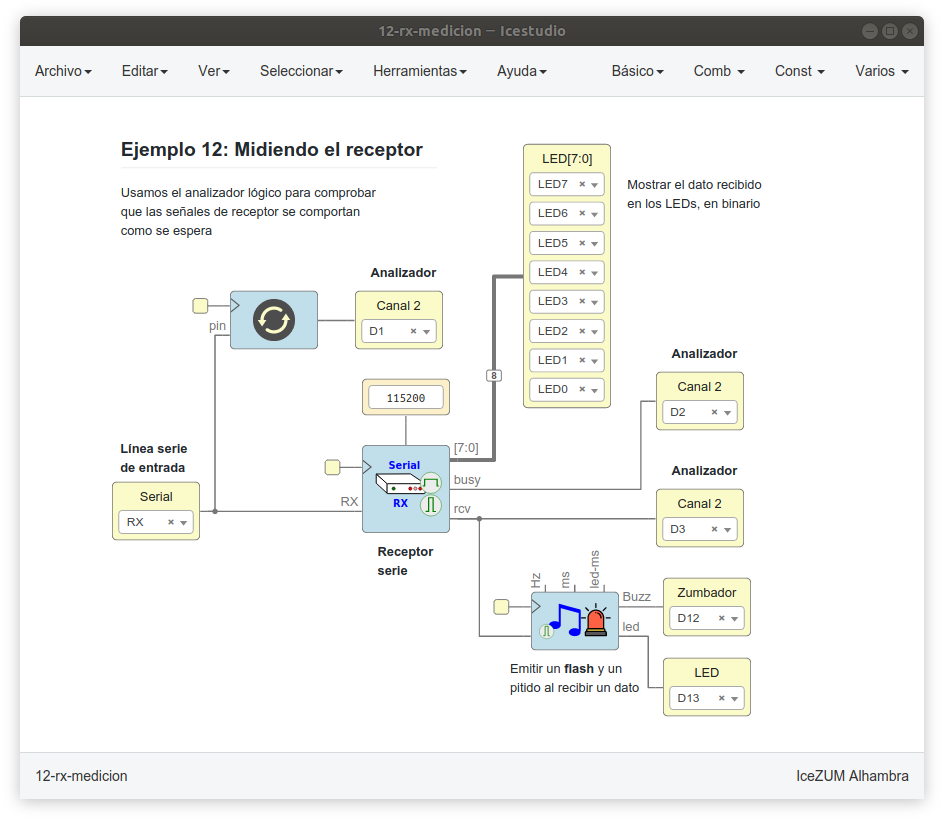 12-rx-medicion — Icestudio
Archivo Editar Ver Seleccionar Herramientas Ayuda Básico Comb Const Varios
Ejemplo 12: Midiendo el receptor
Usamos el analizador lógico para comprobar
que las señales de receptor se comportan
como se espera
LED[7:0]
LED7
LED6
LED5
LED4
LED3
LED2
LED1
LED0
Mostrar el dato recibido
en los LEDs, en binario
Analizador
Canal 2
D1
pin
115200
8
Analizador
Canal 2
D2
Línea serie
de entrada
Serial
RX
RX
Serial
RX
[7:0]
busy
rcv
Receptor
serie
Analizador
Canal 2
D3
Hz
ms
led-ms
Buzz
led
Zumbador
D12
LED
D13
Emitir un flash y un
pitido al recibir un dato
12-rx-medicion
IceZUM Alhambra